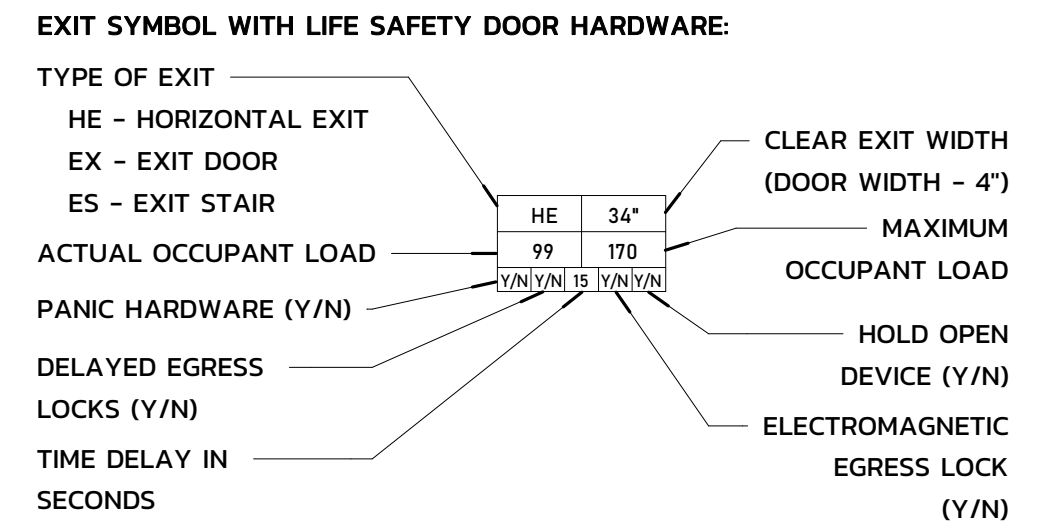 EXIT SYMBOL WITH LIFE SAFETY DOOR HARDWARE:
TYPE OF EXIT
HE – HORIZONTAL EXIT
EX – EXIT DOOR
ES – EXIT STAIR
ACTUAL OCCUPANT LOAD
PANIC HARDWARE (Y/N)
DELAYED EGRESS
LOCKS (Y/N)
TIME DELAY IN
SECONDS
HE 34"
99 170
Y/N Y/N 15 Y/N Y/N
CLEAR EXIT WIDTH
(DOOR WIDTH – 4")
MAXIMUM
OCCUPANT LOAD
HOLD OPEN
DEVICE (Y/N)
ELECTROMAGNETIC
EGRESS LOCK
(Y/N)